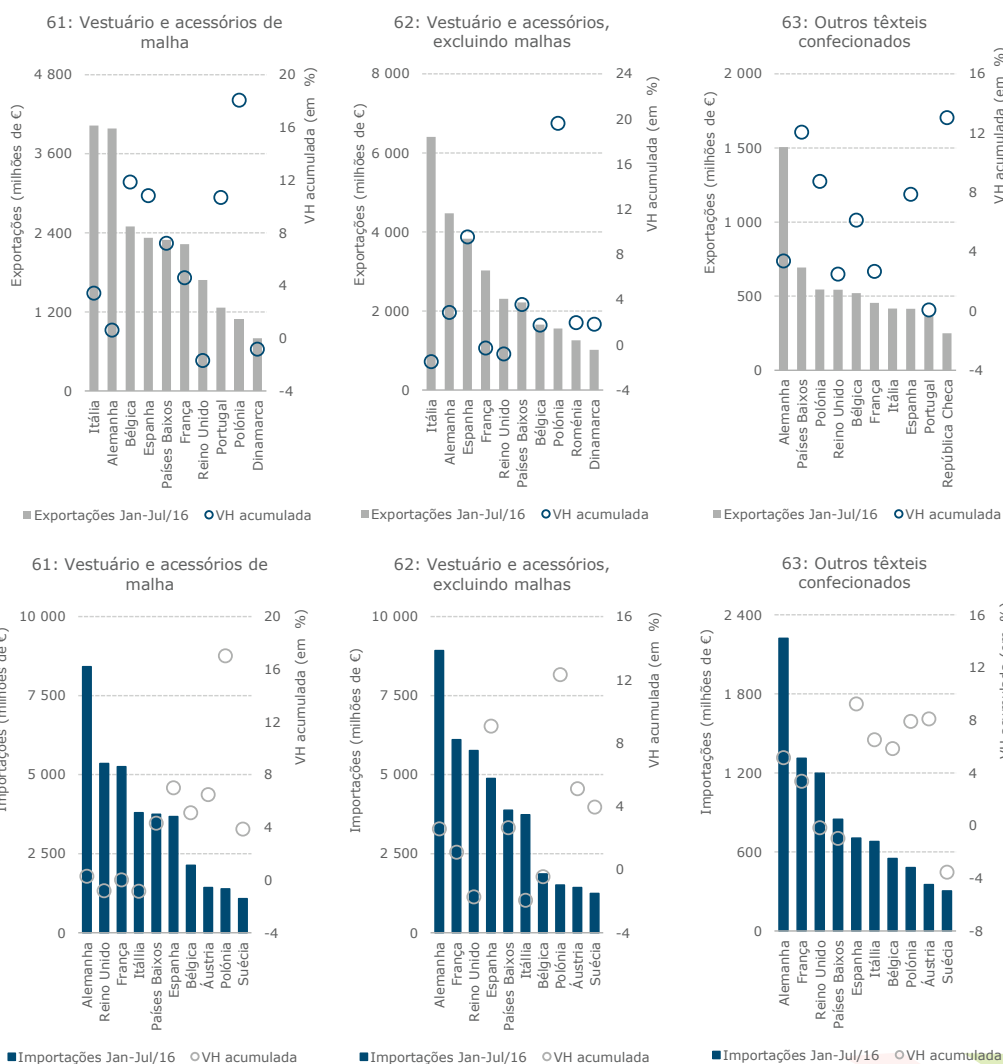 61: Vestuário e acessórios de
malha
Exportações (milhões de €)
4 800
3 600
2 400
1 200
0
20
16
12
8
4
0
-4
VH acumulada (em %)
Itália
Alemanha
Bélgica
Espanha
Países Baixos
França
Reino Unido
Portugal
Polónia
Dinamarca
Exportações Jan-Jul/16 VH acumulada
62: Vestuário e acessórios,
excluindo malhas
Exportações (milhões de €)
8 000
6 000
4 000
2 000
0
24
20
16
12
8
4
0
-4
VH acumulada (em %)
Itália
Alemanha
Espanha
França
Reino Unido
Países Baixos
Bélgica
Polónia
Roménia
Dinamarca
Exportações Jan-Jul/16 VH acumulada
63: Outros têxteis
confecionados
Exportações (milhões de €)
2 000
1 500
1 000
500
0
16
12
8
4
0
-4
VH acumulada (em %)
Alemanha
Países Baixos
Polónia
Reino Unido
Bélgica
França
Itália
Espanha
Portugal
República Checa
Exportações Jan-Jul/16 VH acumulada
61: Vestuário e acessórios de
malha
Importações (milhões de €)
10 000
7 500
5 000
2 500
0
20
16
12
8
4
0
-4
VH acumulada (em %)
Alemanha
Reino Unido
França
Itállia
Países Baixos
Espanha
Bélgica
Áustria
Polónia
Suécia
Importações Jan-Jul/16 VH acumulada
62: Vestuário e acessórios,
excluindo malhas
Importações (milhões de €)
10 000
7 500
5 000
2 500
0
16
12
8
4
0
-4
VH acumulada (em %)
Alemanha
França
Reino Unido
Espanha
Países Baixos
Itállia
Bélgica
Polónia
Áustria
Suécia
Importações Jan-Jul/16 VH acumulada
63: Outros têxteis
confecionados
Importações (milhões de €)
2 400
1 800
1 200
600
0
16
12
8
4
0
-4
-8
VH acumulada (em %)
Alemanha
França
Reino Unido
Países Baixos
Espanha
Itállia
Bélgica
Polónia
Áustria
Suécia
Importações Jan-Jul/16 VH acumulada